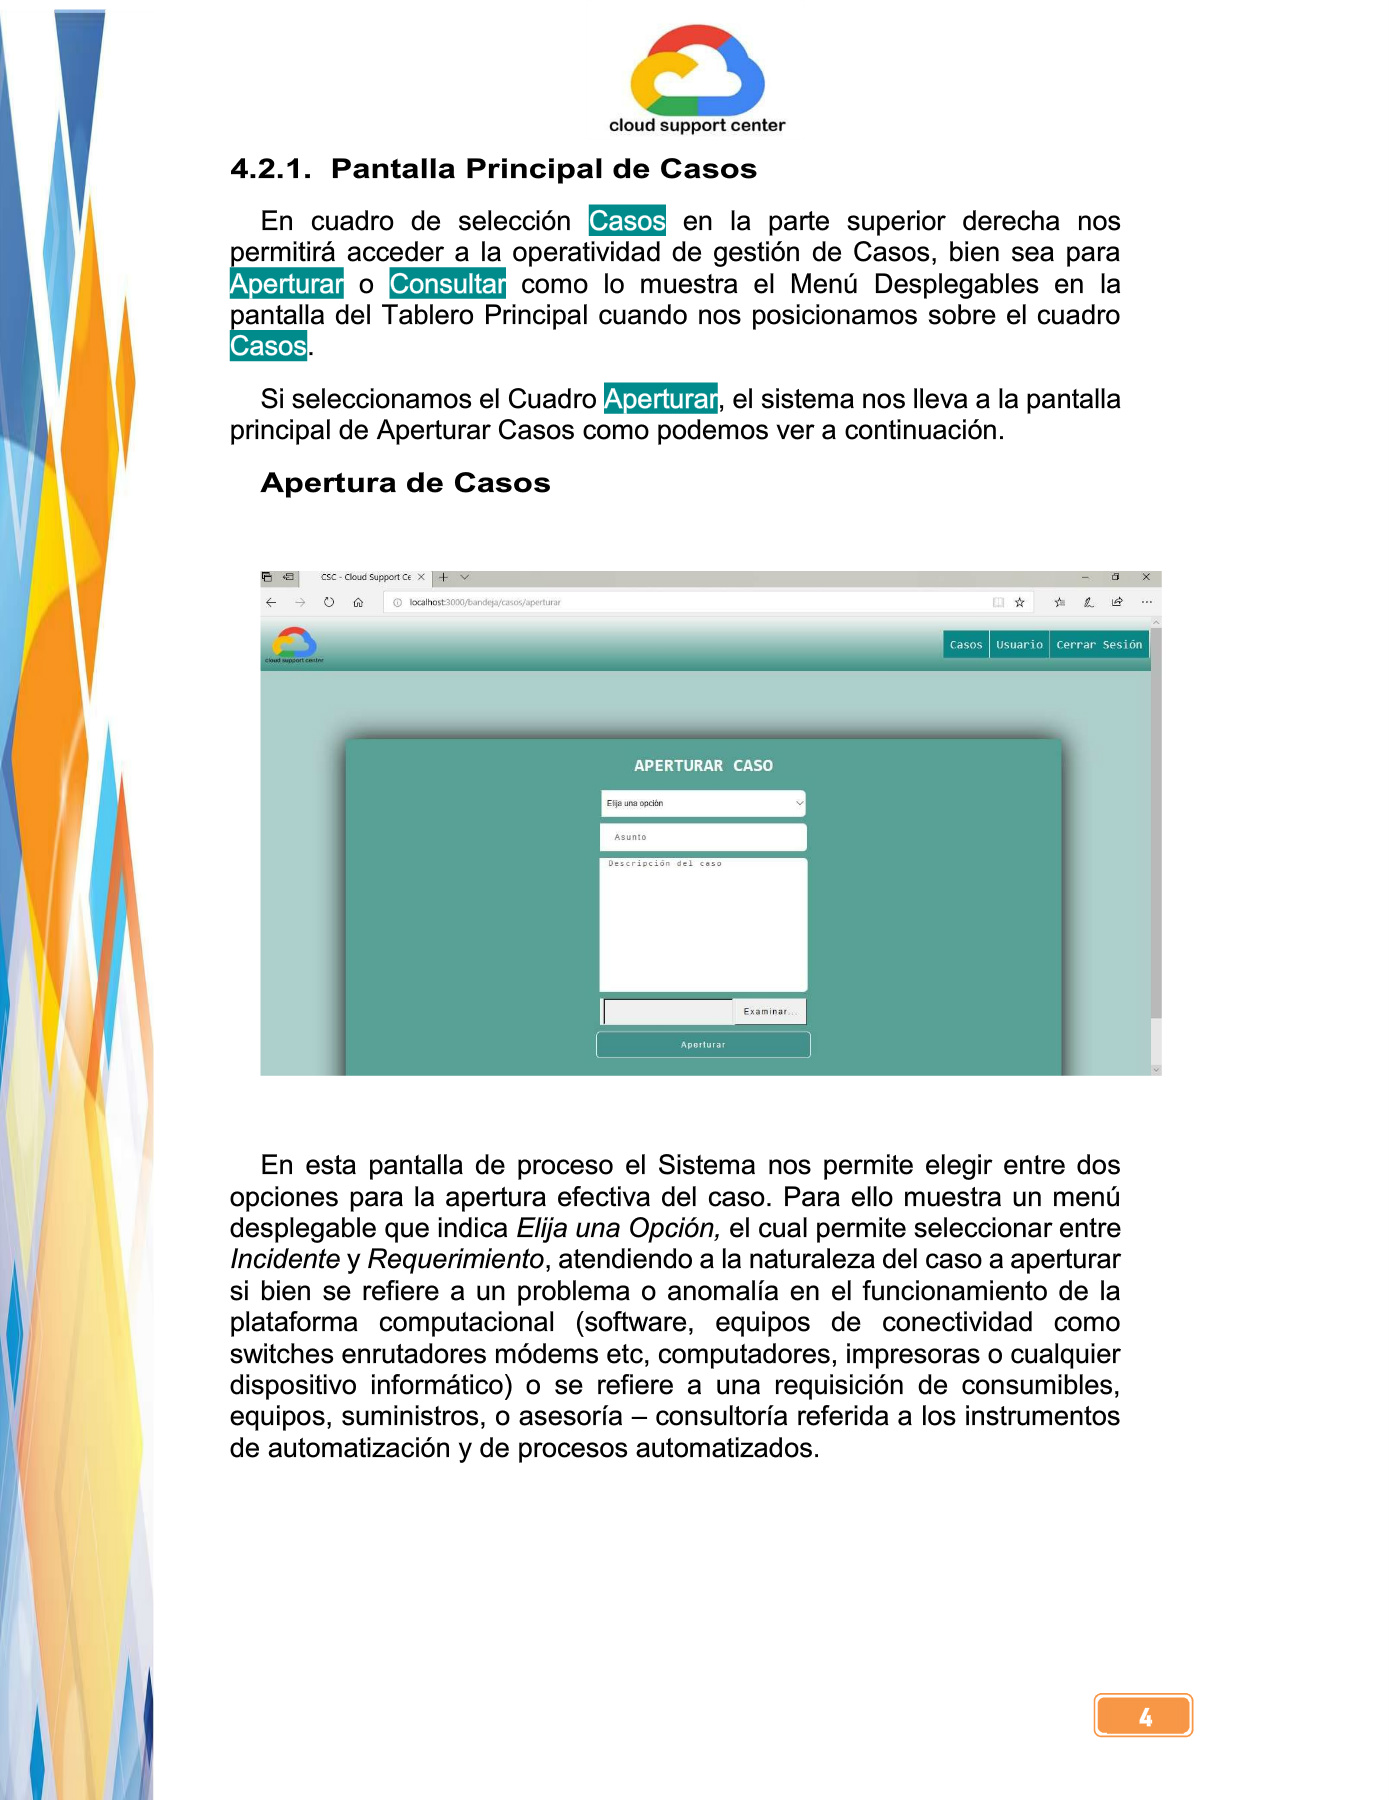 cloud support center
4.2.1. Pantalla Principal de Casos
En cuadro de selección Casos en la parte superior derecha nos
permitirá acceder a la operatividad de gestión de Casos, bien sea para
Aperturar o Consultar como lo muestra el Menú Desplegables en la
pantalla del Tablero Principal cuando nos posicionamos sobre el cuadro
Casos.
Si seleccionamos el Cuadro Aperturar, el sistema nos lleva a la pantalla
principal de Aperturar Casos como podemos ver a continuación.
Apertura de Casos
CSC - Cloud Support Ce
localhost:3000/bandeja/casos/aperturar
cloud support center
Casos Usuario Cerrar Sesión
APERTURAR CASO
Elija una opción
Asunto
Descripción del caso
Examinar...
Aperturar
En esta pantalla de proceso el Sistema nos permite elegir entre dos
opciones para la apertura efectiva del caso. Para ello muestra un menú
desplegable que indica Elija una Opción, el cual permite seleccionar entre
Incidente y Requerimiento, atendiendo a la naturaleza del caso a aperturar
si bien se refiere a un problema o anomalía en el funcionamiento de la
plataforma computacional (software, equipos de conectividad como
switches enrutadores módems etc, computadores, impresoras o cualquier
dispositivo informático) o se refiere a una requisición de consumibles,
equipos, suministros, o asesoría – consultoría referida a los instrumentos
de automatización y de procesos automatizados.
4